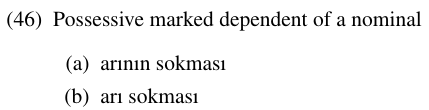 (46) Possessive marked dependent of a nominal
(a) arının sokması
(b) arı sokması